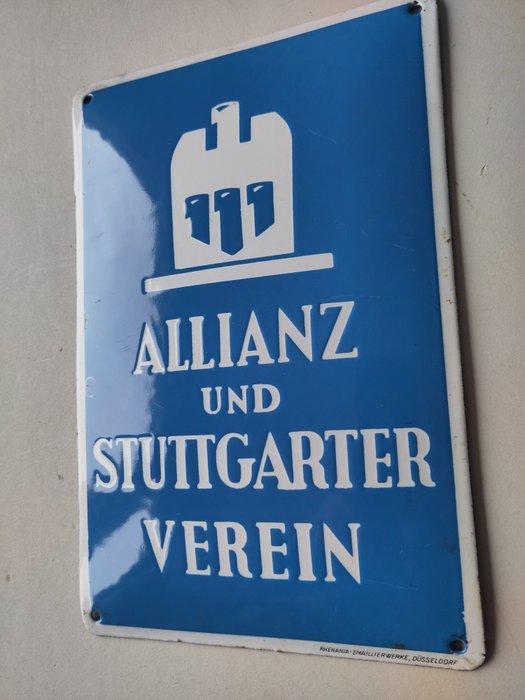 ALLIANZ
UND
STUTTGARTER
VEREIN
RHENANIA-EMAILLIERWERKE, DÜSSELDORF